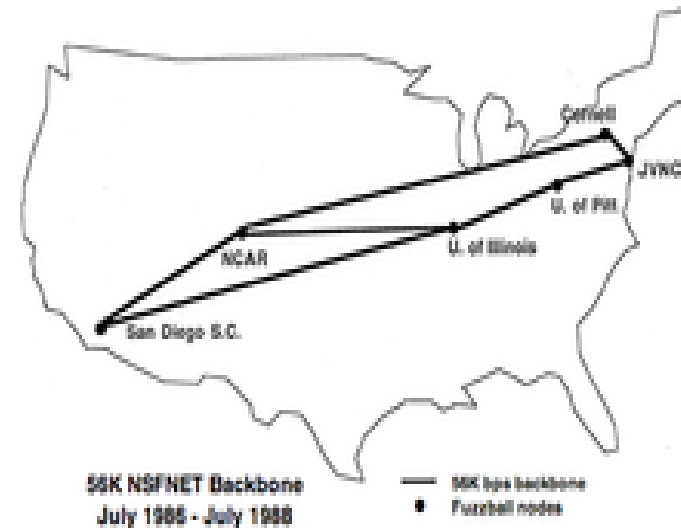 Cornell
JVNC
U. of Pitt.
U. of Illinois
NCAR
San Diego S.C.
56K NSFNET Backbone
July 1986 - July 1988
56K bps backbone
Fuzzball nodes